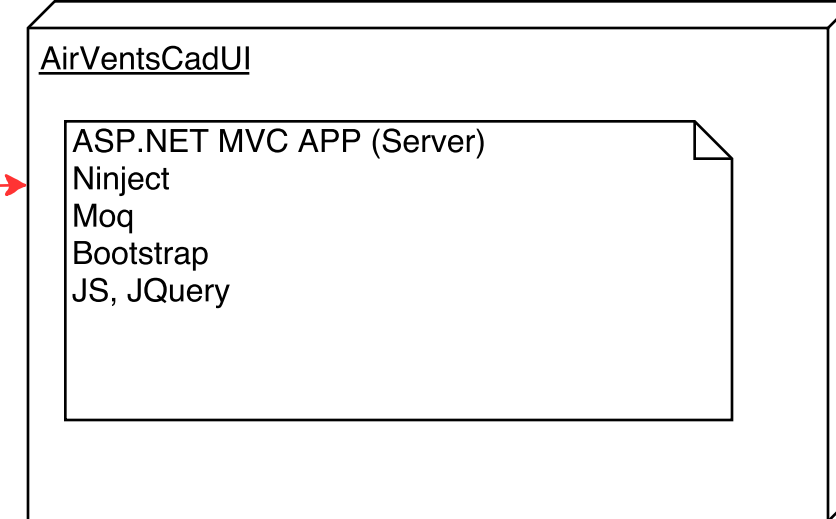 AirVentsCadUI
ASP.NET MVC APP (Server)
Ninject
Moq
Bootstrap
JS, JQuery